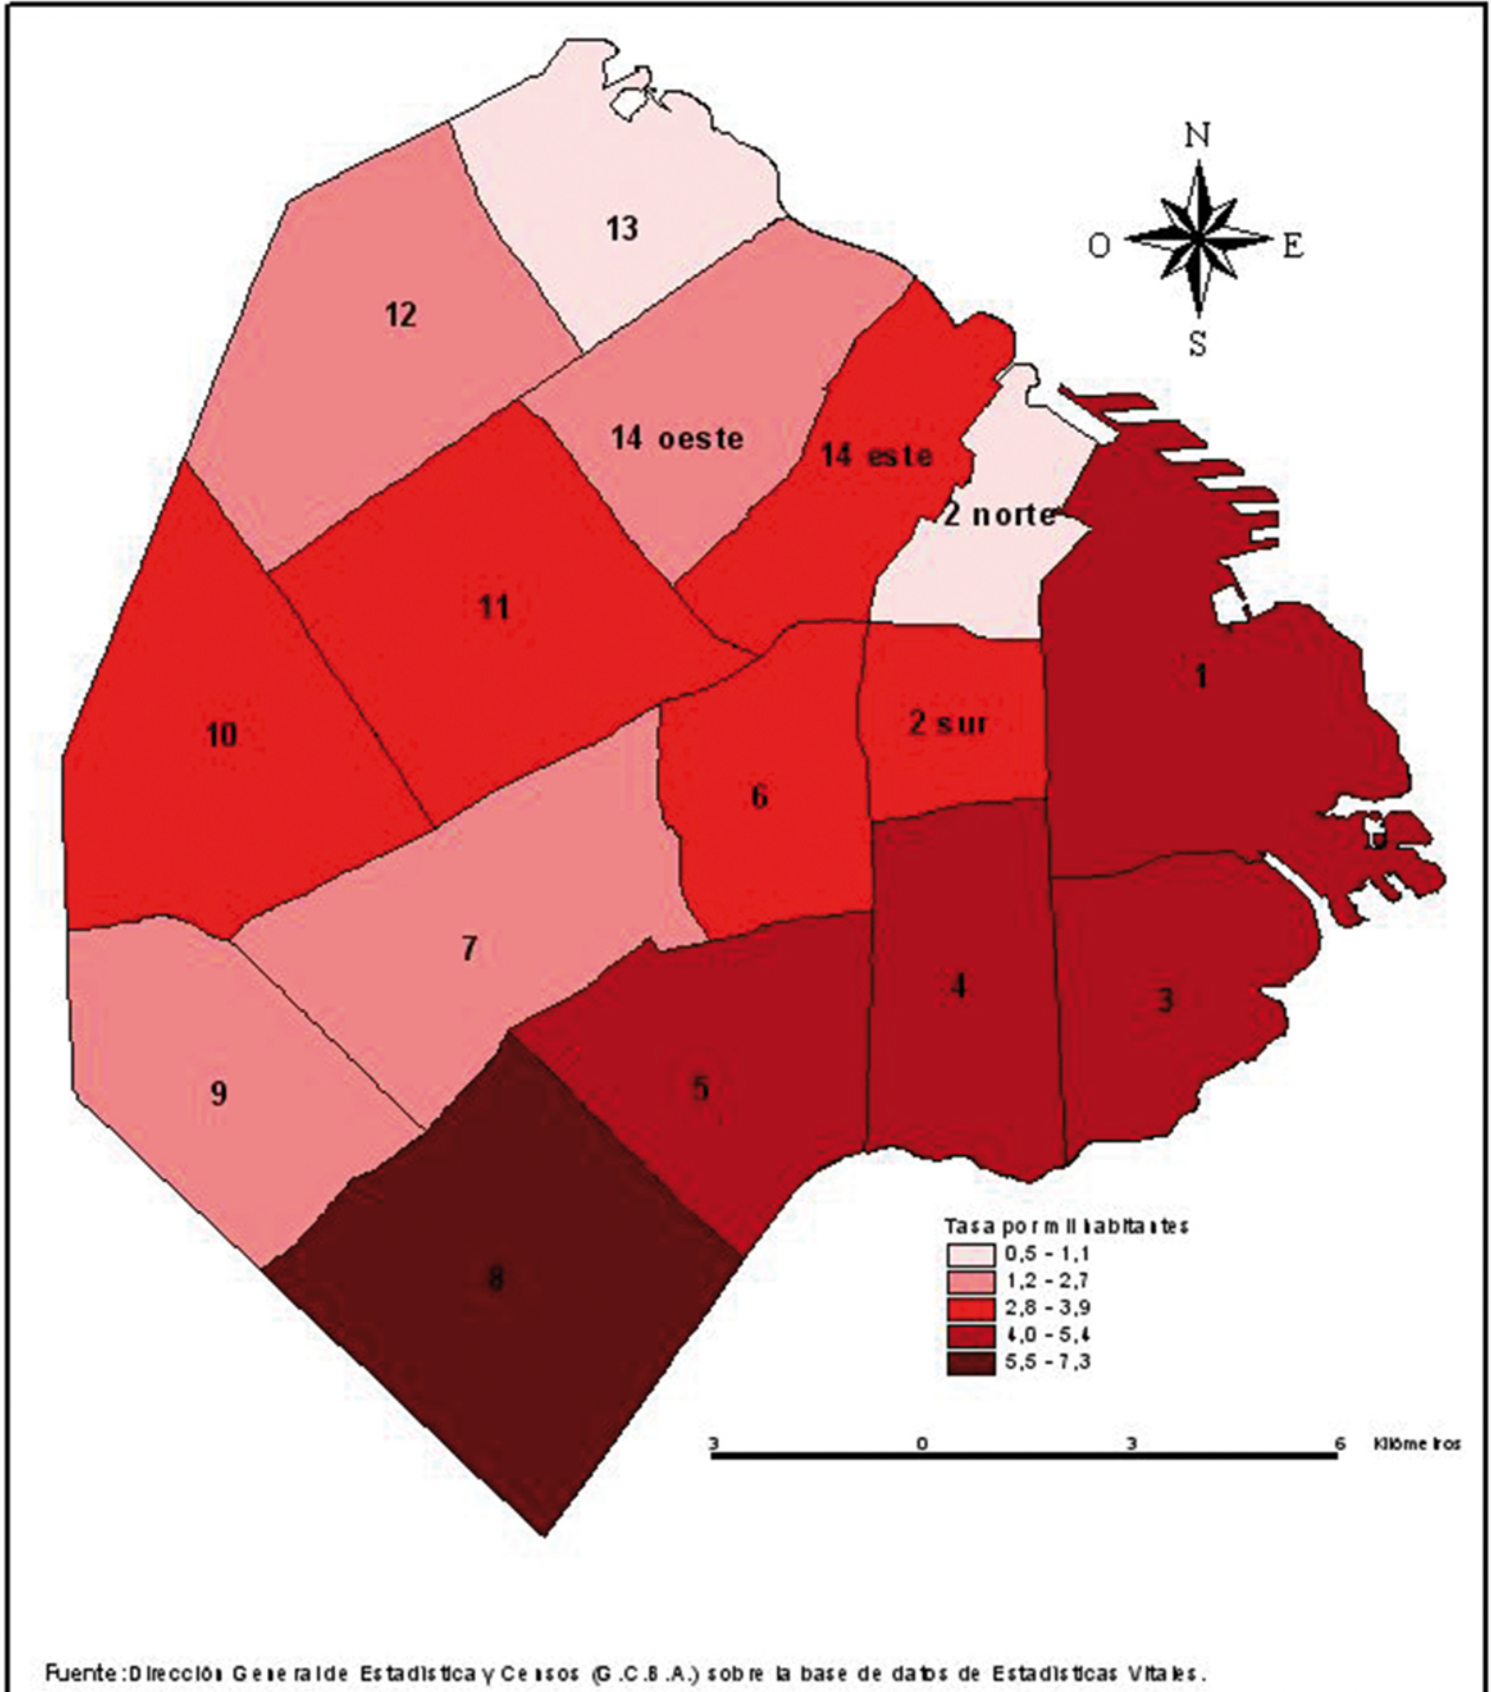 N
13
O
E
12
S
14 oeste
14 este
2 norte
11
1
10
2 sur
6
7
4
3
5
9
8
Tasa por mil habitantes
0,5 - 1,1
1,2 - 2,7
2,8 - 3,9
4,0 - 5,4
5,5 - 7,3
3 0 3 6 Kilómetros
Fuente:Dirección General de Estadística y Censos (G.C.B.A.) sobre la base de datos de Estadísticas Vitales.